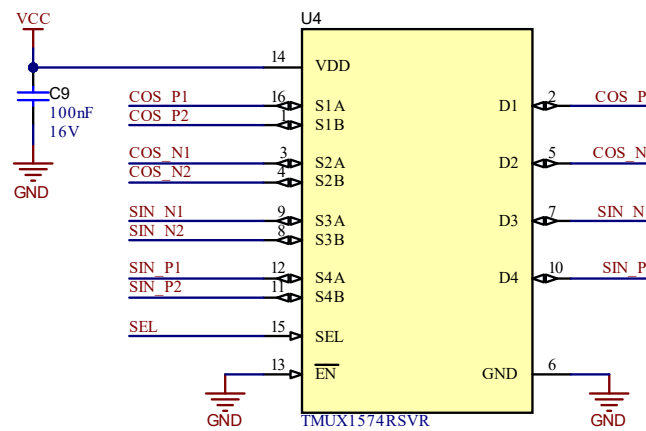 VCC
U4
14
VDD
C9
100nF
16V
GND
COS_P1
16
S1A
D1
2
COS_P
COS_P2
1
S1B
COS_N1
3
S2A
D2
5
COS_N
COS_N2
4
S2B
SIN_N1
9
S3A
D3
7
SIN_N
SIN_N2
8
S3B
SIN_P1
12
S4A
D4
10
SIN_P
SIN_P2
11
S4B
SEL
15
SEL
13
EN
GND
6
GND
GND
TMUX1574RSVR